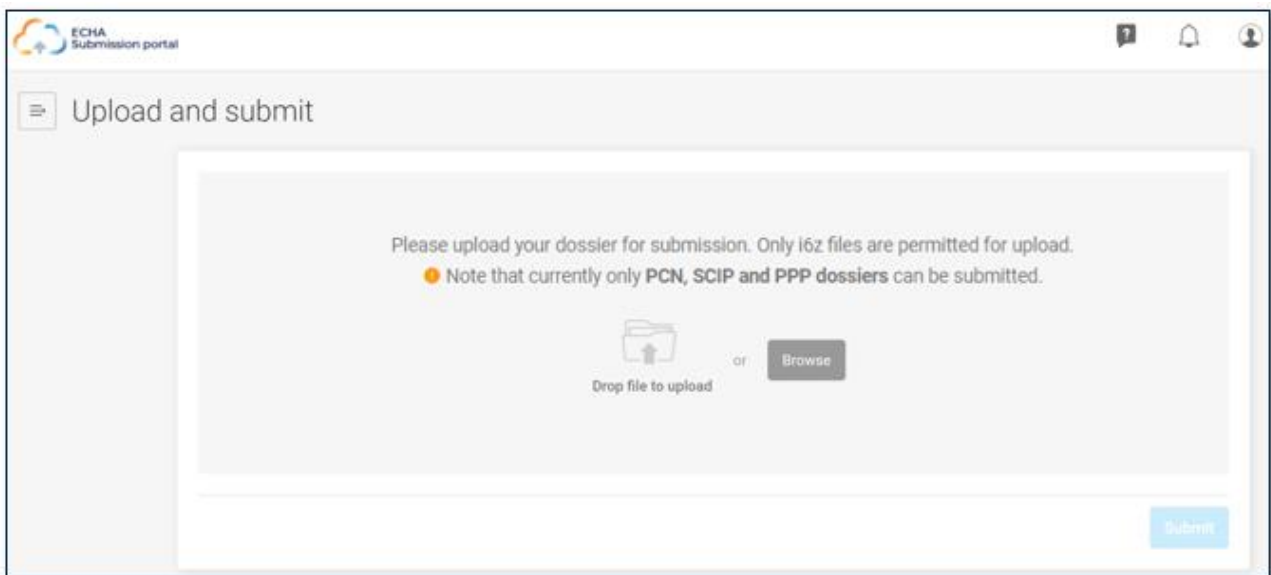 ECHA
Submission portal
?
Upload and submit
Please upload your dossier for submission. Only i6z files are permitted for upload.
! Note that currently only PCN, SCIP and PPP dossiers can be submitted.
or
Browse
Drop file to upload
Submit